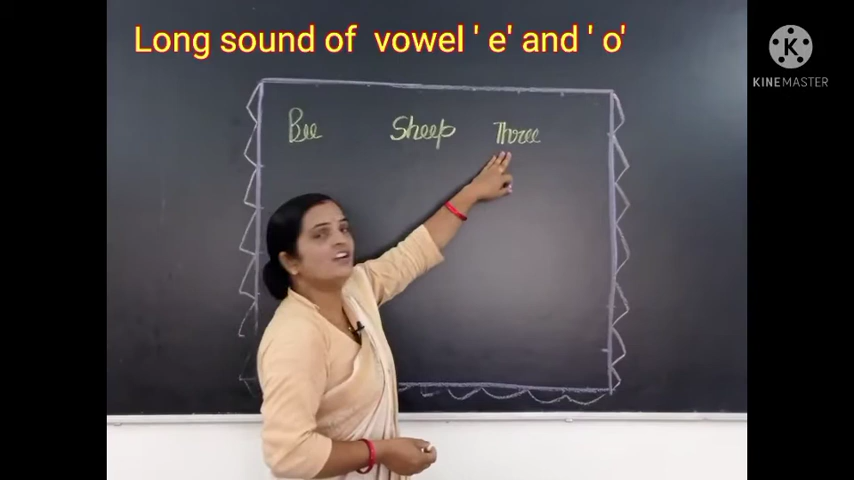 Long sound of vowel ' e' and ' o'
KINEMASTER
Bee Sheep Three